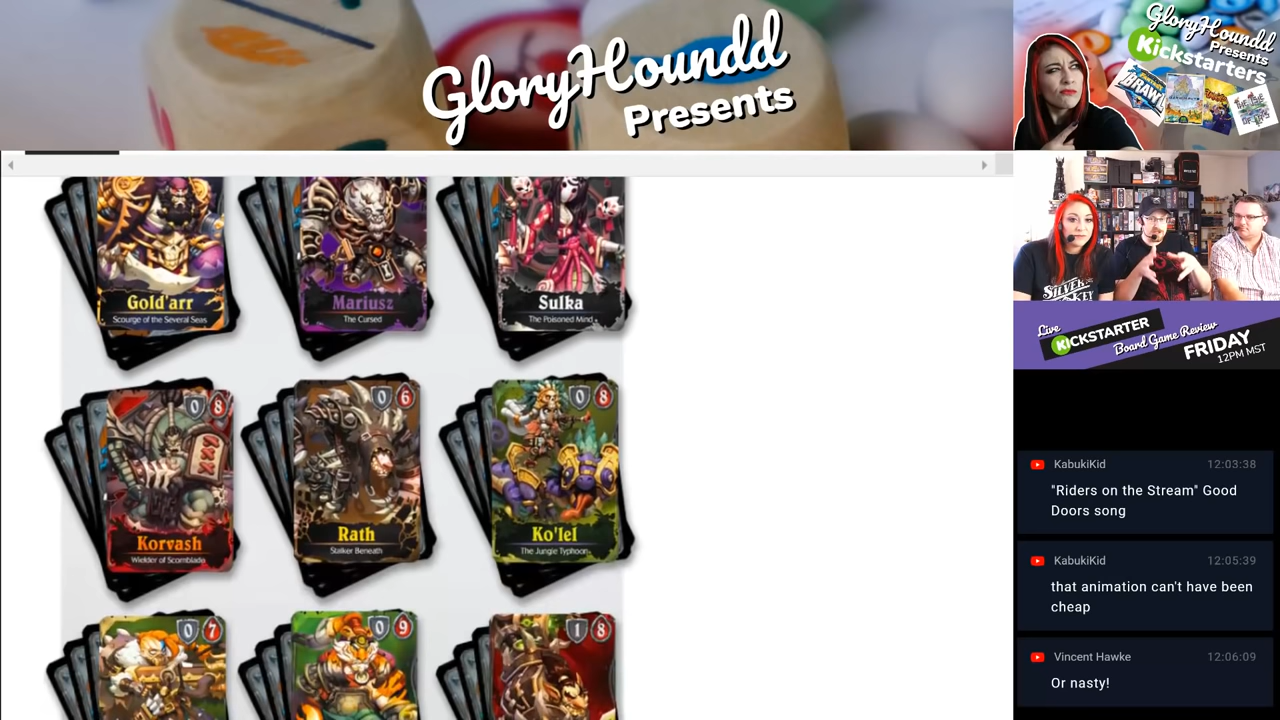 GloryHoundd
Presents
GloryHoundd
Presents
Kickstarters
BRAWL
Gold'arr
Scourge of the Several Seas
Mariusz
The Cursed
Sulka
The Poisoned Mind
SILVER
Live
KICKSTARTER
Board Game Review
FRIDAY
12PM MST
0 8
Korvash
Wielder of Scornblade
0 6
Rath
Stalker Beneath
0 8
Ko'lel
The Jungle Typhoon
0 7
0 9
1 8
KabukiKid 12:03:38
"Riders on the Stream" Good
Doors song
KabukiKid 12:05:39
that animation can't have been
cheap
Vincent Hawke 12:06:09
Or nasty!